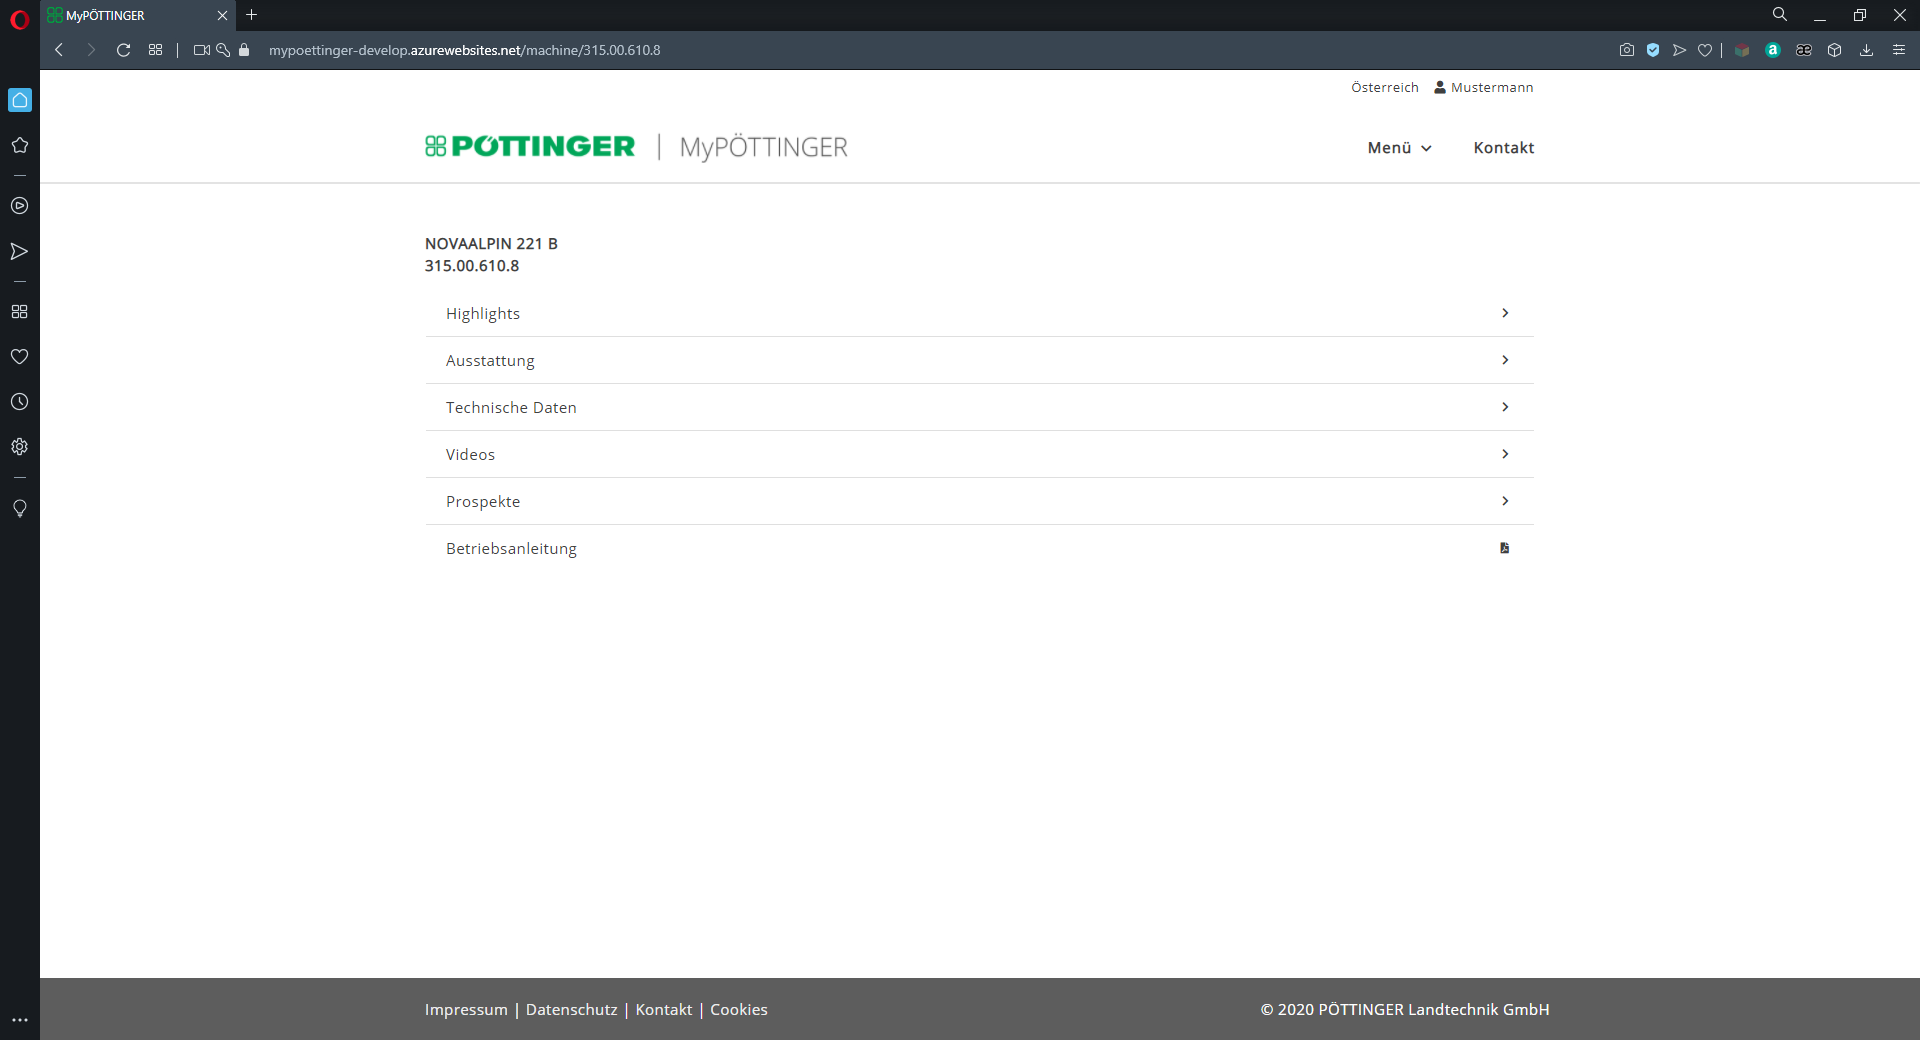 MyPÖTTINGER
mypoettinger-develop.azurewebsites.net/machine/315.00.610.8
Österreich Mustermann
PÖTTINGER | MyPÖTTINGER
Menü Kontakt
NOVAALPIN 221 B
315.00.610.8
Highlights
Ausstattung
Technische Daten
Videos
Prospekte
Betriebsanleitung
Impressum | Datenschutz | Kontakt | Cookies
© 2020 PÖTTINGER Landtechnik GmbH